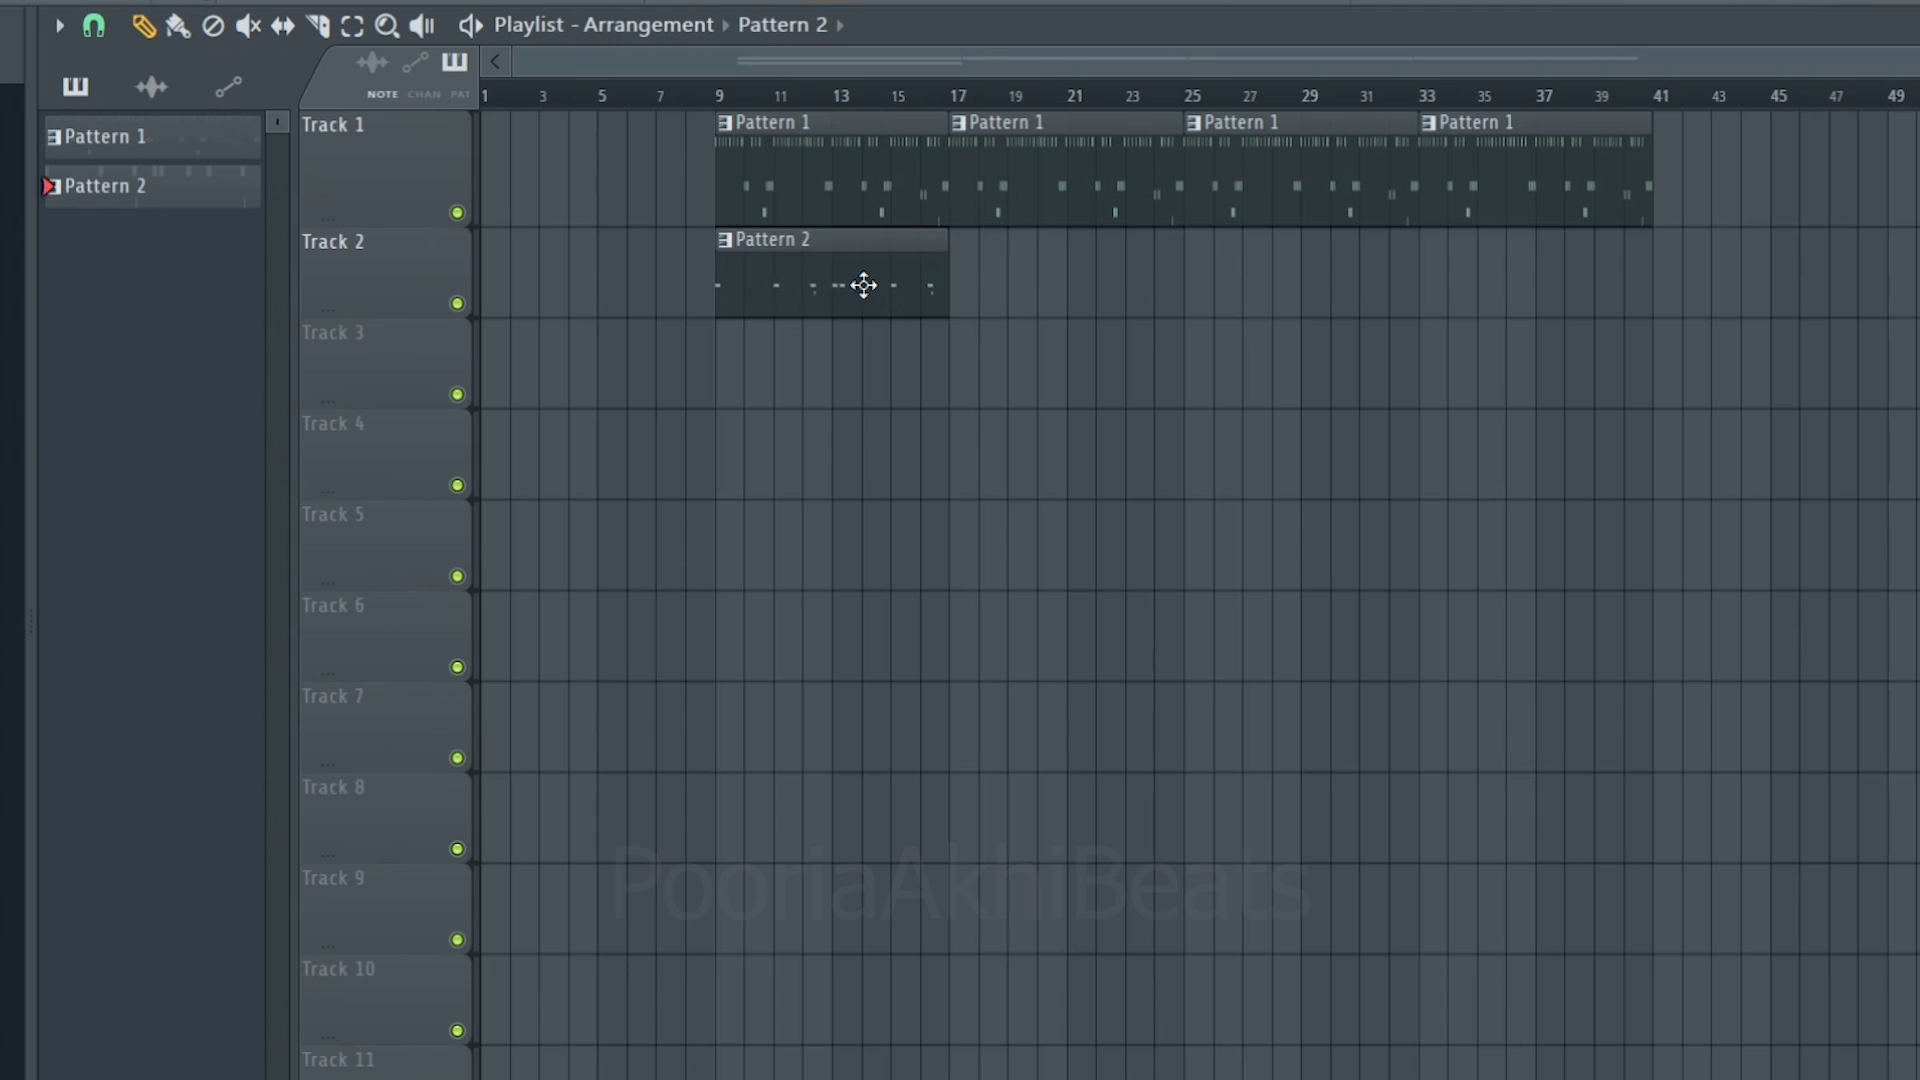 Playlist - Arrangement › Pattern 2 ›
NOTE CHAN PAT
1 3 5 7 9 11 13 15 17 19 21 23 25 27 29 31 33 35 37 39 41 43 45 47 49
Pattern 1
Pattern 2
Track 1
Pattern 1 Pattern 1 Pattern 1 Pattern 1
Track 2
Pattern 2
Track 3
Track 4
Track 5
Track 6
Track 7
Track 8
Track 9
Track 10
Track 11
PooriaAkhiBeats